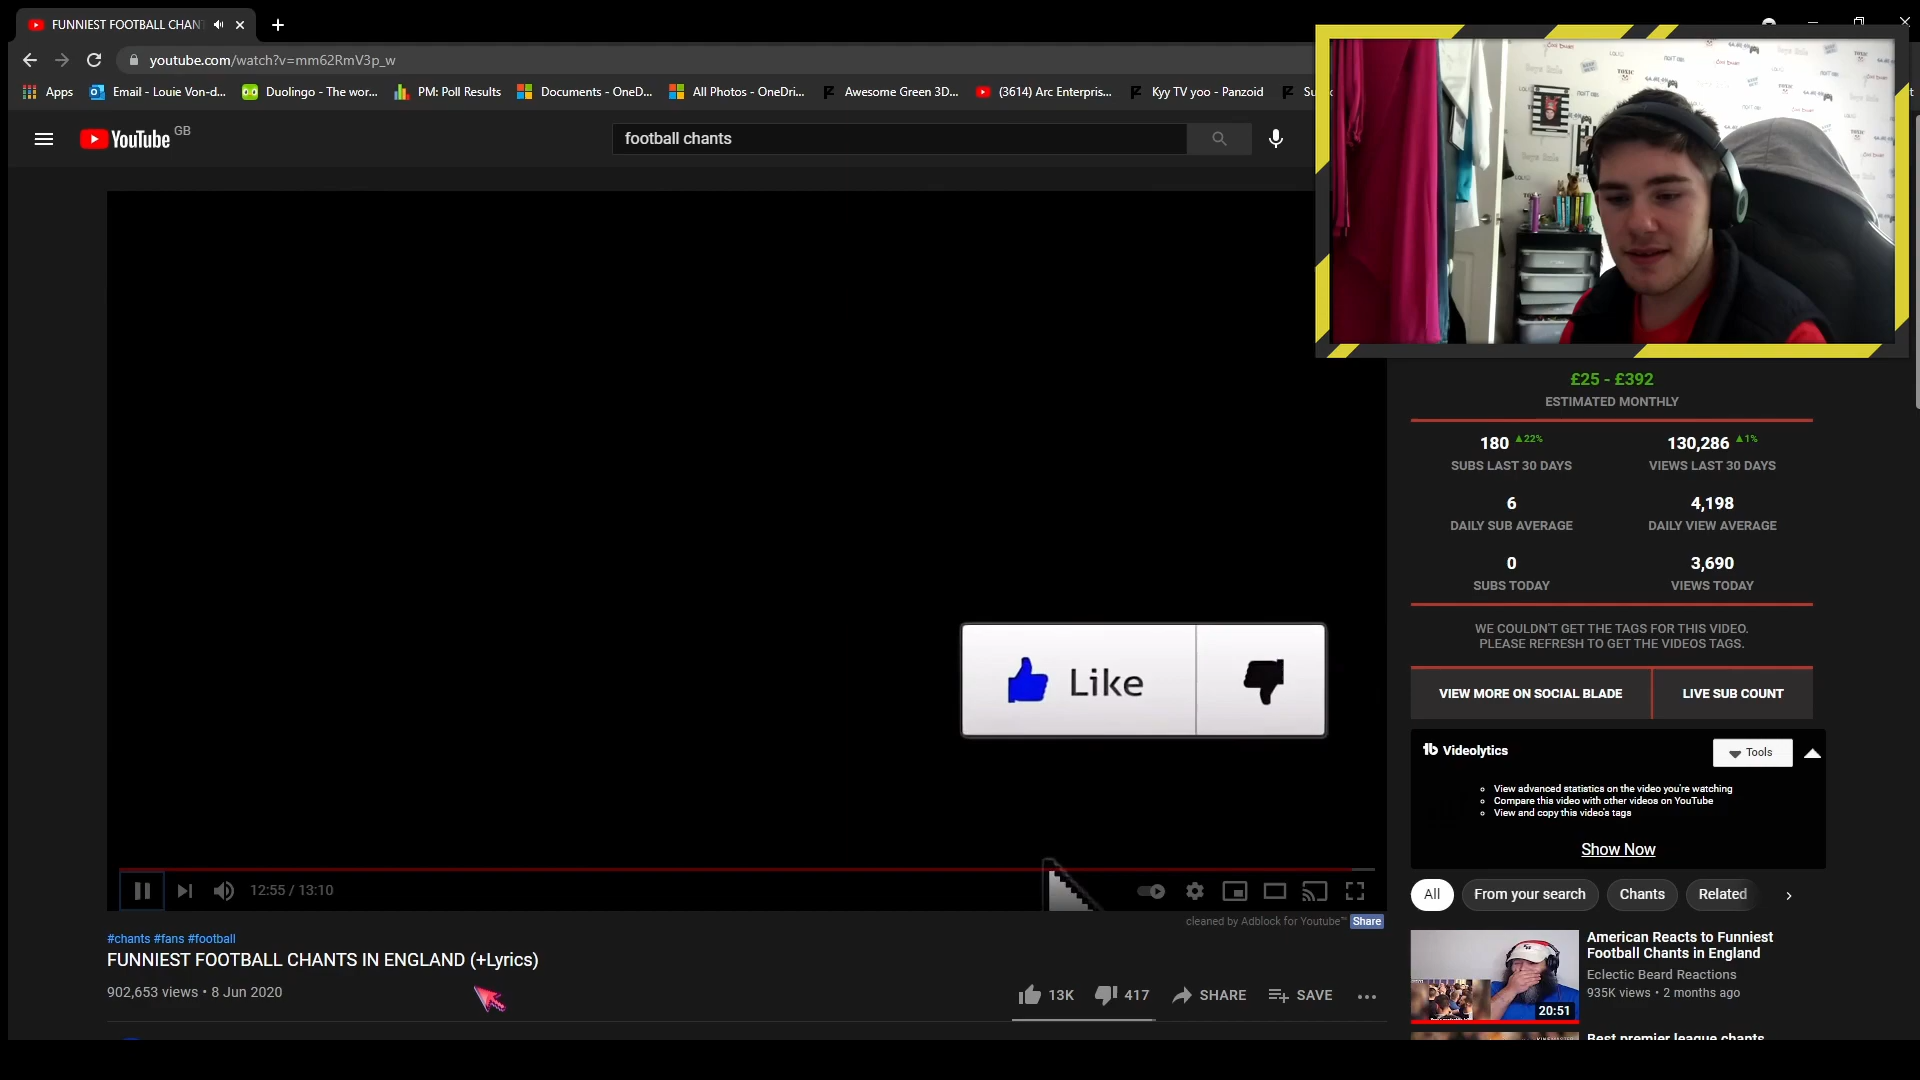 FUNNIEST FOOTBALL CHANT
youtube.com/watch?v=mm62RmV3p_w
Apps
Email - Louie Von-d...
Duolingo - The wor...
PM: Poll Results
Documents - OneD...
All Photos - OneDri...
Awesome Green 3D...
(3614) Arc Enterpris...
Kyy TV yoo - Panzoid
YouTube GB
football chants
£25 - £392
ESTIMATED MONTHLY
180 ▲22%
130,286 ▲1%
SUBS LAST 30 DAYS
VIEWS LAST 30 DAYS
6
4,198
DAILY SUB AVERAGE
DAILY VIEW AVERAGE
0
3,690
SUBS TODAY
VIEWS TODAY
WE COULDN'T GET THE TAGS FOR THIS VIDEO.
PLEASE REFRESH TO GET THE VIDEOS TAGS.
VIEW MORE ON SOCIAL BLADE
LIVE SUB COUNT
Like
tb Videolytics
Tools
View advanced statistics on the video you're watching
Compare this video with other videos on YouTube
View and copy this video's tags
Show Now
12:55 / 13:10
cleaned by Adblock for Youtube™ Share
All
From your search
Chants
Related
#chants #fans #football
FUNNIEST FOOTBALL CHANTS IN ENGLAND (+Lyrics)
902,653 views • 8 Jun 2020
13K
417
SHARE
SAVE
American Reacts to Funniest
Football Chants in England
Eclectic Beard Reactions
935K views • 2 months ago
20:51
Best premier league chants